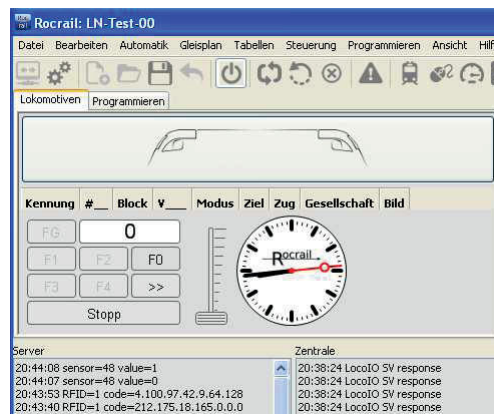 Rocrail: LN-Test-00
Datei Bearbeiten Automatik Gleisplan Tabellen Steuerung Programmieren Ansicht Hilf
Lokomotiven Programmieren
Kennung #__ Block V___ Modus Ziel Zug Gesellschaft Bild
FG 0
F1 F2 F0
F3 F4 >>
Stopp
Rocrail
Server Zentrale
20:44:08 sensor=48 value=1 20:38:24 LocoIO SV response
20:44:07 sensor=48 value=0 20:38:24 LocoIO SV response
20:43:53 RFID=1 code=4.100.97.42.9.64.128 20:38:24 LocoIO SV response
20:43:40 RFID=1 code=212.175.18.165.0.0.0 20:38:24 LocoIO SV response